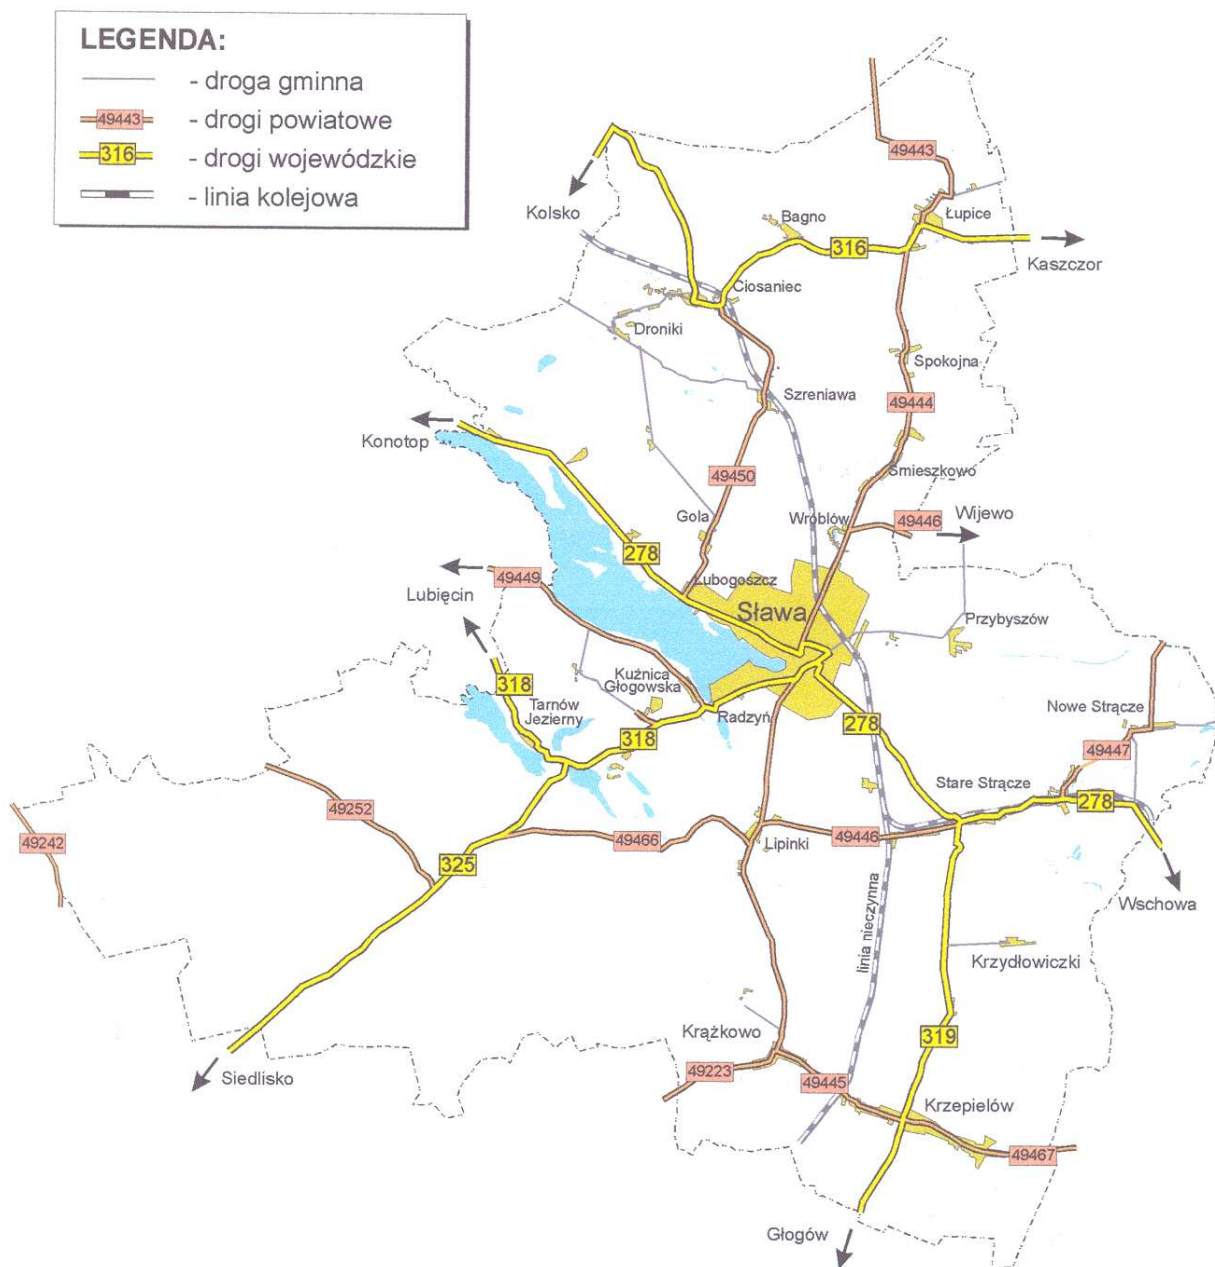 LEGENDA:
- droga gminna
49443 - drogi powiatowe
316 - drogi wojewódzkie
- linia kolejowa
49443
Kolsko
Bagno
Łupice
316
Kaszczor
Ciosaniec
Droniki
Spokojna
Szreniawa
49444
Konotop
Śmieszkowo
49450
Gola
Wróblów
49446
Wijewo
278
49449
Lubogoszcz
Lubięcin
Sława
Przybyszów
Kuźnica
Głogowska
318
Tarnów
Jezierny
Radzyń
Nowe Strącze
278
318
49447
Stare Strącze
278
49252
49242
49466
Lipinki
49446
325
Wschowa
linia nieczynna
Krzydłowiczki
Krążkowo
319
49223
49445
Siedlisko
Krzepielów
49467
Głogów